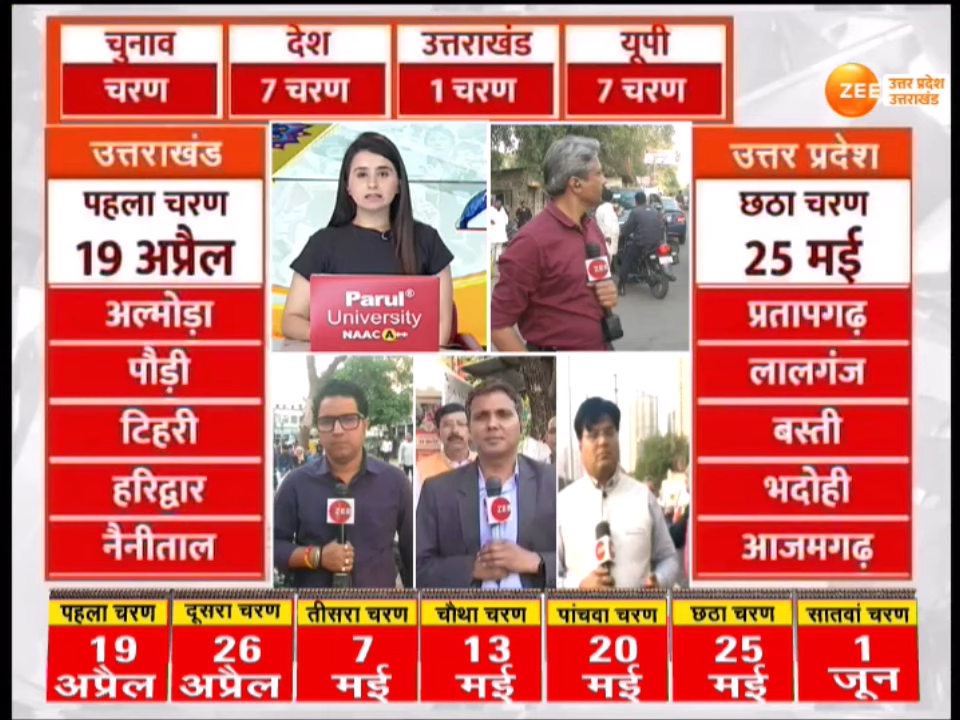 चुनाव देश उत्तराखंड यूपी
चरण 7 चरण 1 चरण 7 चरण
ZEE उत्तर प्रदेश
उत्तराखंड
उत्तराखंड
पहला चरण
19 अप्रैल
अल्मोड़ा
पौड़ी
टिहरी
हरिद्वार
नैनीताल
Parul®
University
NAAC A++
ZEE
ZEE
ZEE
उत्तर प्रदेश
छठा चरण
25 मई
प्रतापगढ़
लालगंज
बस्ती
भदोही
आजमगढ़
पहला चरण दूसरा चरण तीसरा चरण चौथा चरण पांचवा चरण छठा चरण सातवां चरण
19 26 7 13 20 25 1
अप्रैल अप्रैल मई मई मई मई जून